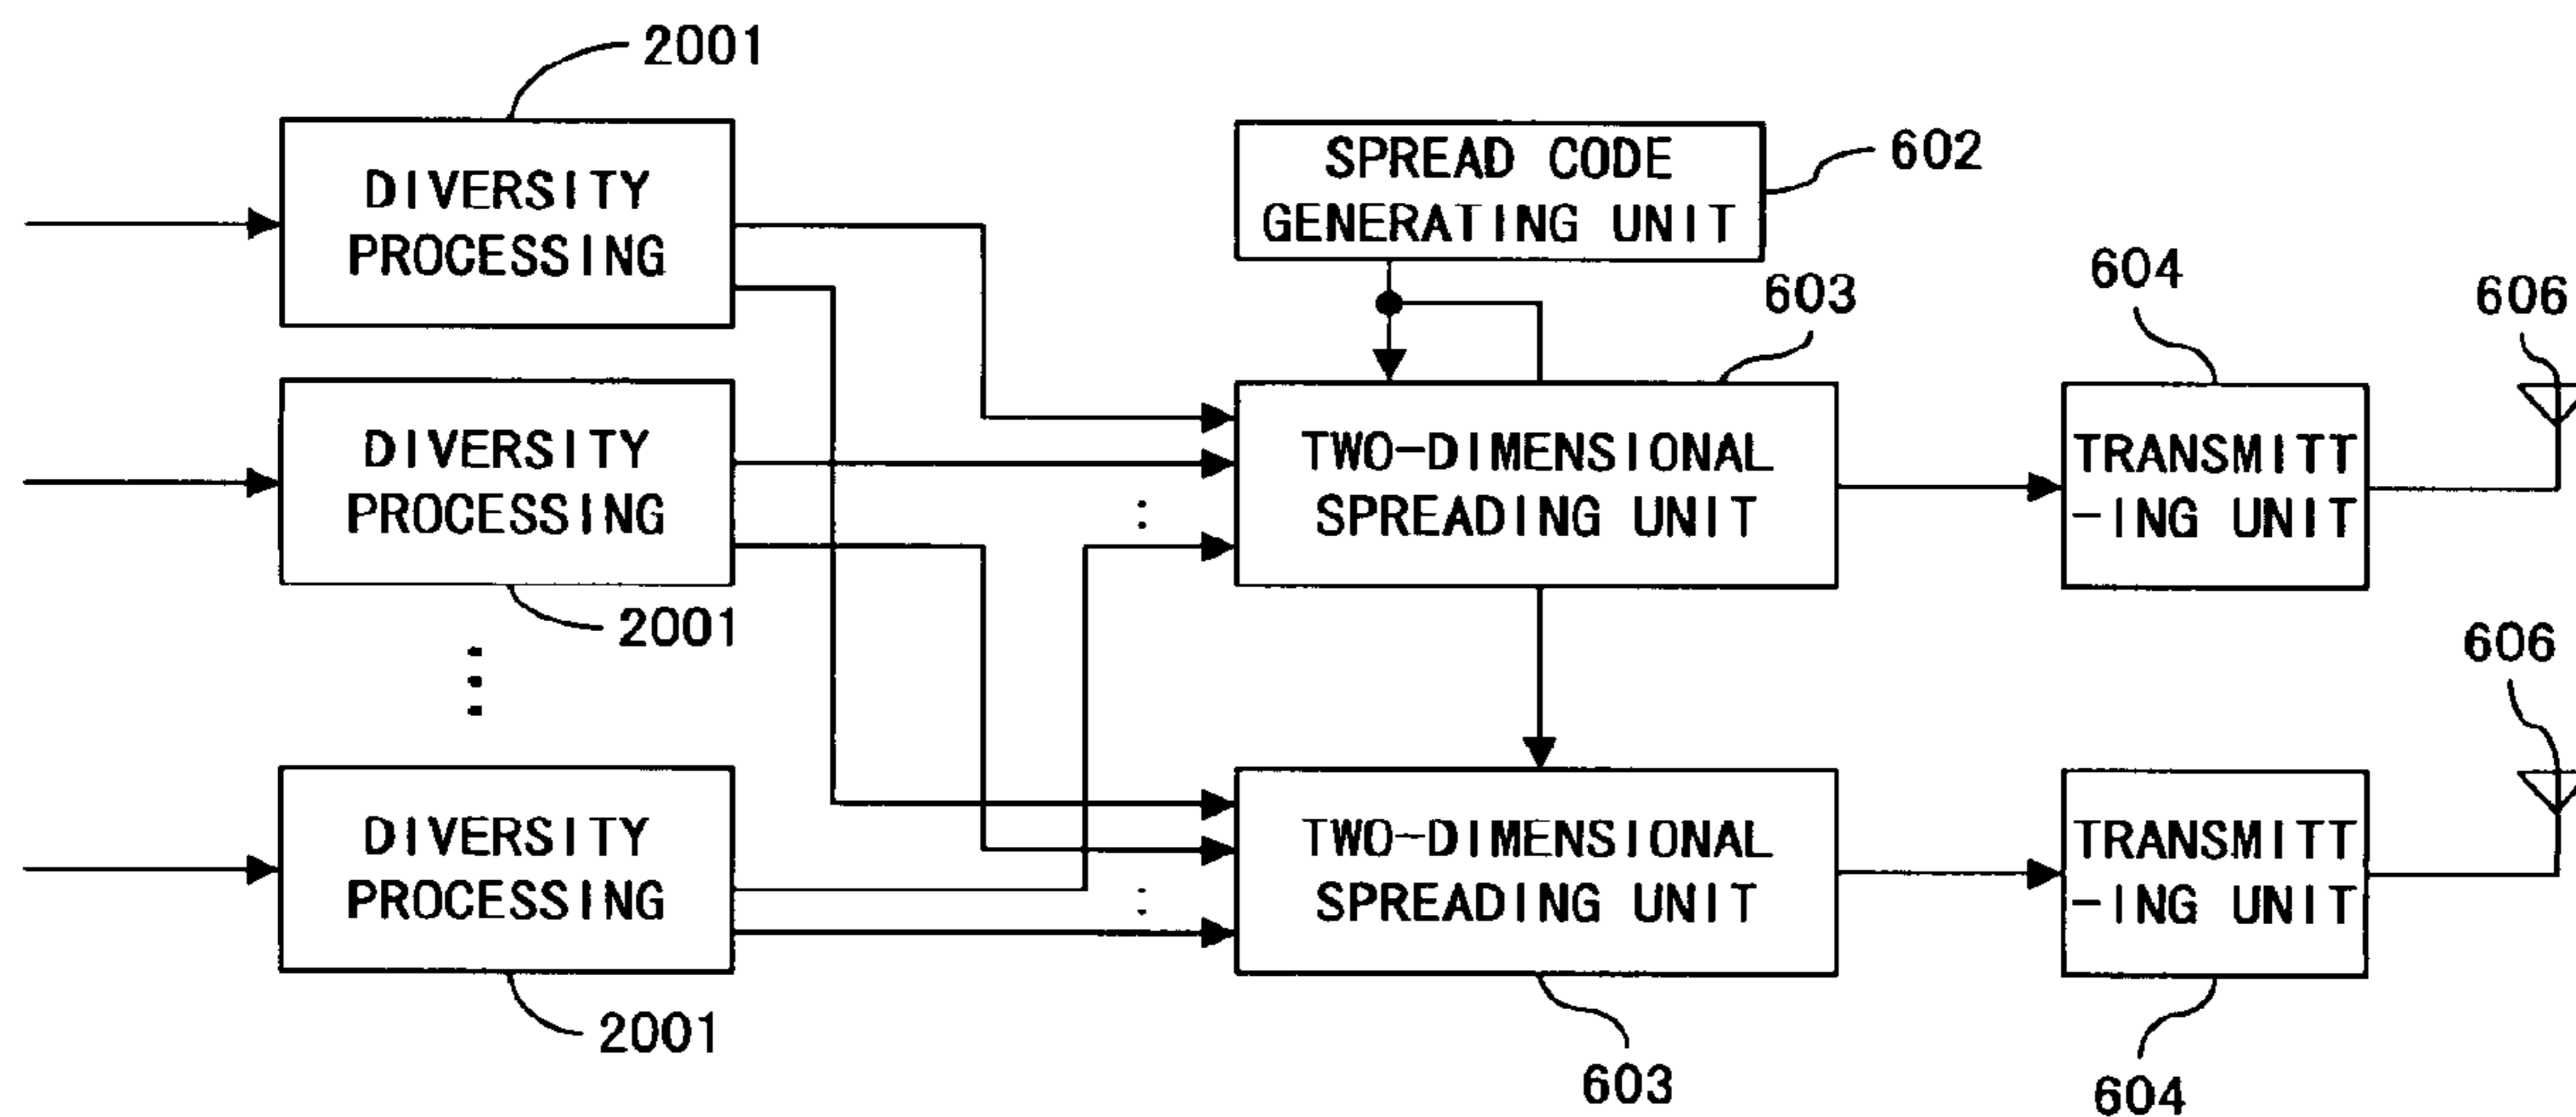 2001
DIVERSITY
PROCESSING
SPREAD CODE
GENERATING UNIT
602
603
604
606
DIVERSITY
PROCESSING
2001
TWO-DIMENSIONAL
SPREADING UNIT
TRANSMITT
-ING UNIT
606
DIVERSITY
PROCESSING
2001
TWO-DIMENSIONAL
SPREADING UNIT
603
TRANSMITT
-ING UNIT
604